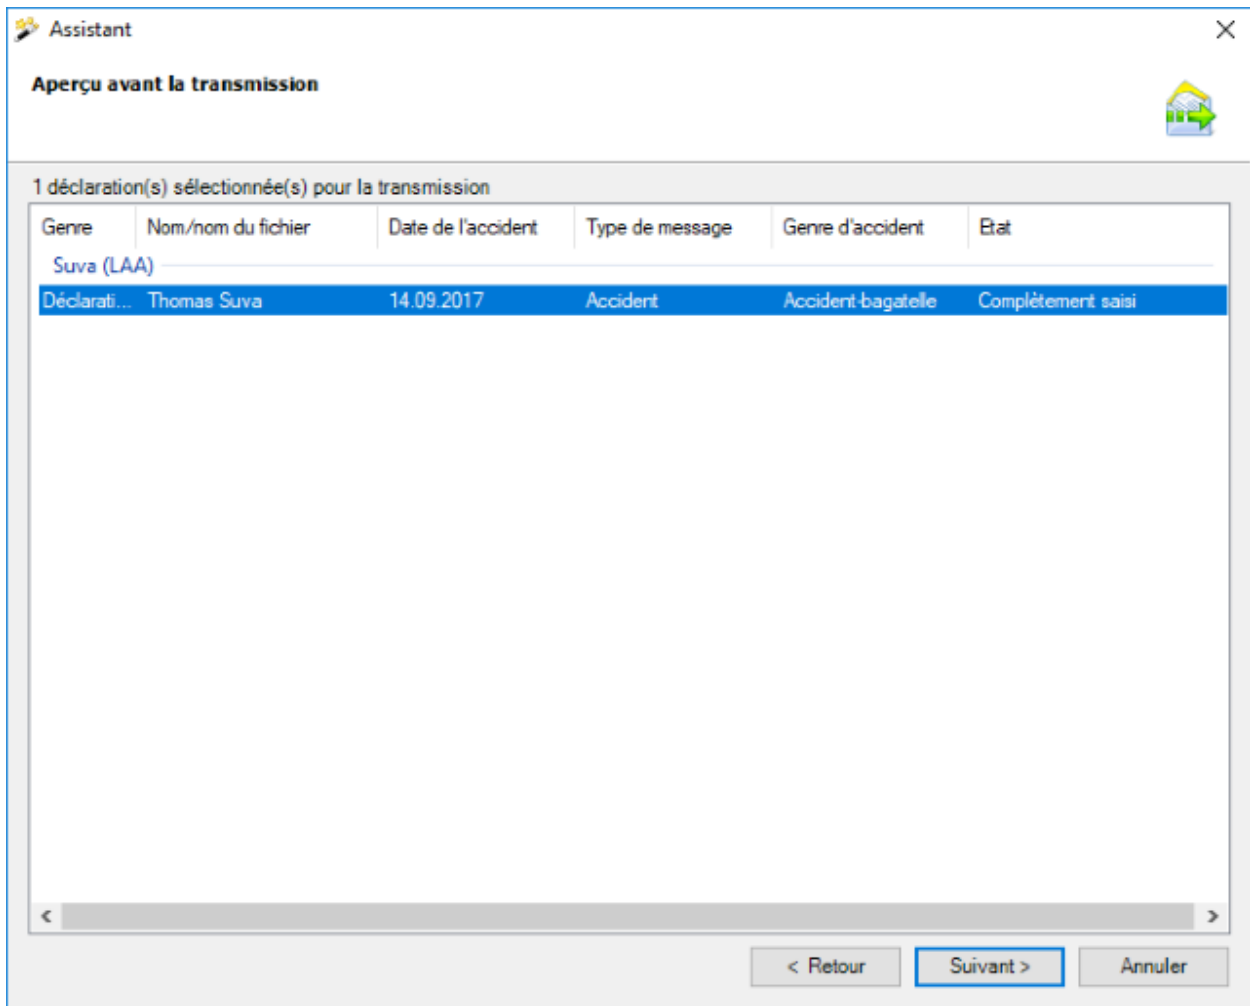 Assistant
Aperçu avant la transmission
1 déclaration(s) sélectionnée(s) pour la transmission
Genre Nom/nom du fichier Date de l'accident Type de message Genre d'accident Etat
Suva (LAA)
Déclarati... Thomas Suva 14.09.2017 Accident Accident-bagatelle Complètement saisi
< Retour Suivant > Annuler